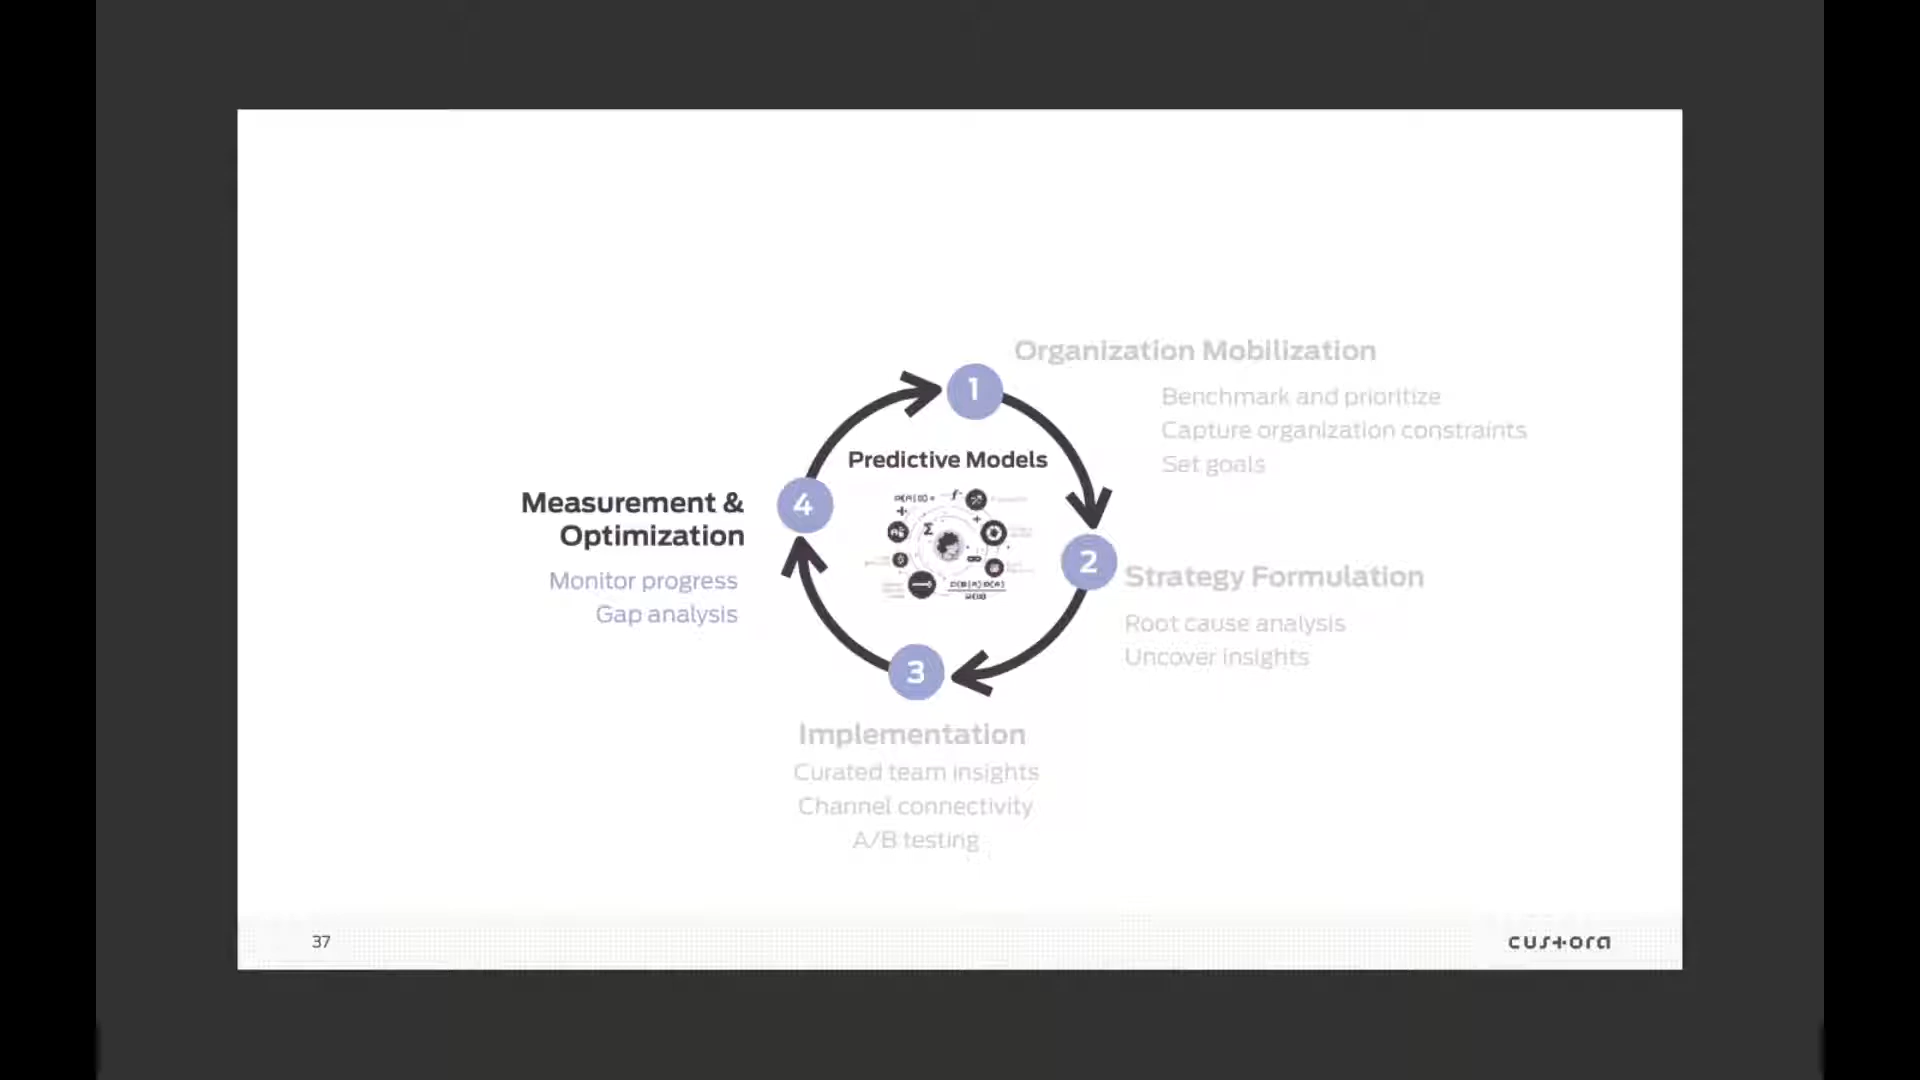 Organization Mobilization
Benchmark and prioritize
Capture organization constraints
Set goals
1
Predictive Models
Measurement &
Optimization
4
Monitor progress
Gap analysis
2
Strategy Formulation
Root cause analysis
Uncover insights
3
Implementation
Curated team insights
Channel connectivity
A/B testing
37
custora